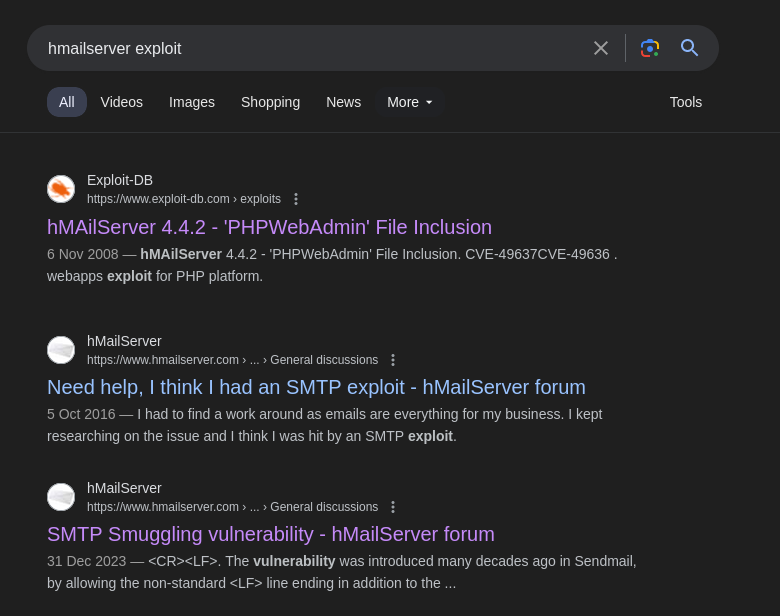 hmailserver exploit
All Videos Images Shopping News More Tools
Exploit-DB
https://www.exploit-db.com › exploits
hMAilServer 4.4.2 - 'PHPWebAdmin' File Inclusion
6 Nov 2008 — hMAilServer 4.4.2 - 'PHPWebAdmin' File Inclusion. CVE-49637CVE-49636 .
webapps exploit for PHP platform.
hMailServer
https://www.hmailserver.com › ... › General discussions
Need help, I think I had an SMTP exploit - hMailServer forum
5 Oct 2016 — I had to find a work around as emails are everything for my business. I kept
researching on the issue and I think I was hit by an SMTP exploit.
hMailServer
https://www.hmailserver.com › ... › General discussions
SMTP Smuggling vulnerability - hMailServer forum
31 Dec 2023 — <CR><LF>. The vulnerability was introduced many decades ago in Sendmail,
by allowing the non-standard <LF> line ending in addition to the ...